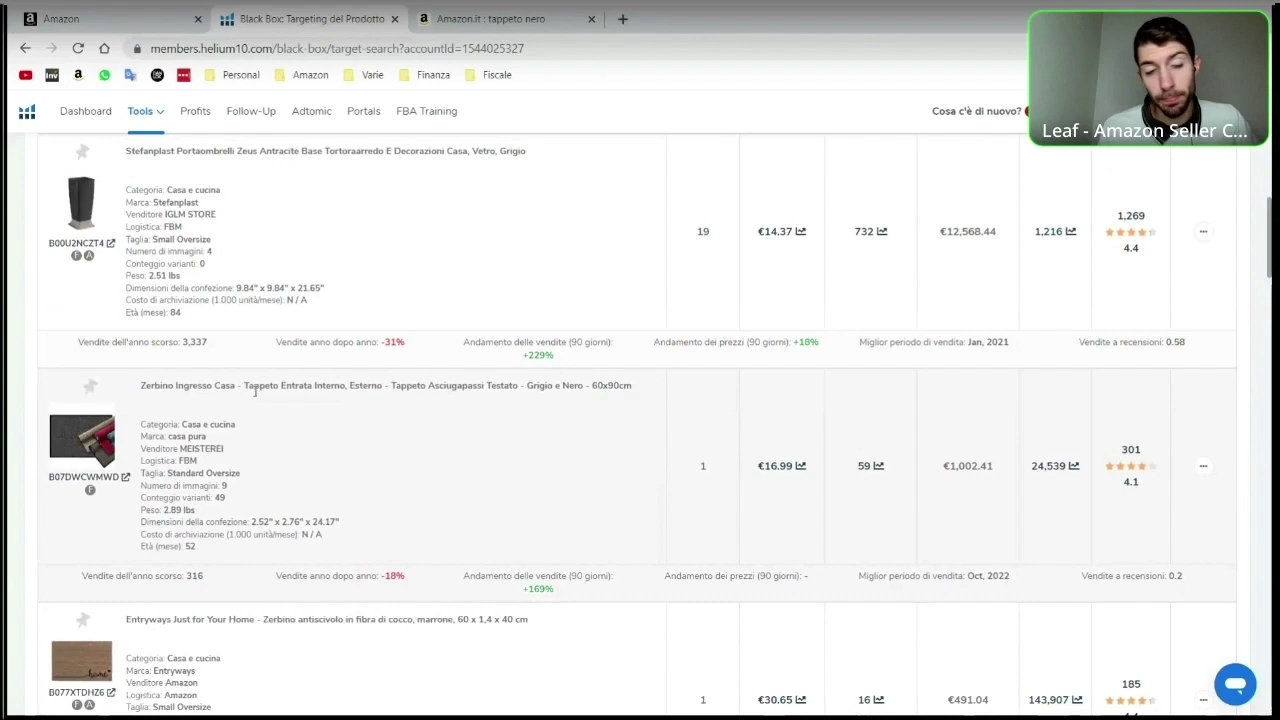 Amazon
Black Box: Targeting del Prodotto
Amazon.it : tappeto nero
members.helium10.com/black-box/target-search?accountId=1544025327
Inv
Personal
Amazon
Varie
Finanza
Fiscale
Dashboard
Tools
Profits
Follow-Up
Adtomic
Portals
FBA Training
Cosa c'è di nuovo?
Leaf - Amazon Seller C...
Stefanplast Portaombrelli Zeus Antracite Base Tortoraarredo E Decorazioni Casa, Vetro, Grigio
Categoria: Casa e cucina
Marca: Stefanplast
Venditore IGLM STORE
Logistica: FBM
Taglia: Small Oversize
Numero di immagini: 4
Conteggio varianti: 0
Peso: 2.51 lbs
Dimensioni della confezione: 9.84" x 9.84" x 21.65"
Costo di archiviazione (1.000 unità/mese): N / A
Età (mese): 84
B00U2NCZT4
F A
19
€14.37
732
€12,568.44
1,216
1,269
4.4
Vendite dell'anno scorso: 3,337
Vendite anno dopo anno: -31%
Andamento delle vendite (90 giorni):
+229%
Andamento dei prezzi (90 giorni): +18%
Miglior periodo di vendita: Jan, 2021
Vendite a recensioni: 0.58
Zerbino Ingresso Casa - Tappeto Entrata Interno, Esterno - Tappeto Asciugapassi Testato - Grigio e Nero - 60x90cm
Categoria: Casa e cucina
Marca: casa pura
Venditore MEISTEREI
Logistica: FBM
Taglia: Standard Oversize
Numero di immagini: 9
Conteggio varianti: 49
Peso: 2.89 lbs
Dimensioni della confezione: 2.52" x 2.76" x 24.17"
Costo di archiviazione (1.000 unità/mese): N / A
Età (mese): 52
B07DWCWMWD
F
1
€16.99
59
€1,002.41
24,539
301
4.1
Vendite dell'anno scorso: 316
Vendite anno dopo anno: -18%
Andamento delle vendite (90 giorni):
+169%
Andamento dei prezzi (90 giorni): -
Miglior periodo di vendita: Oct, 2022
Vendite a recensioni: 0.2
Entryways Just for Your Home - Zerbino antiscivolo in fibra di cocco, marrone, 60 x 1,4 x 40 cm
Categoria: Casa e cucina
Marca: Entryways
Venditore Amazon
Logistica: Amazon
Taglia: Small Oversize
home
B077XTDHZ6
F A
1
€30.65
16
€491.04
143,907
185